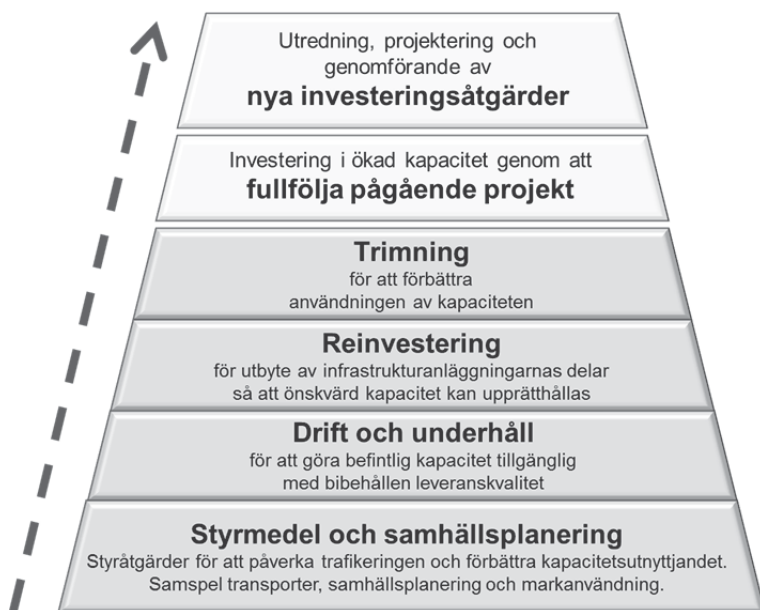 Utredning, projektering och
genomförande av
nya investeringsåtgärder
Investering i ökad kapacitet genom att
fullfölja pågående projekt
Trimning
för att förbättra
användningen av kapaciteten
Reinvestering
för utbyte av infrastrukturanläggningarnas delar
så att önskvärd kapacitet kan upprätthållas
Drift och underhåll
för att göra befintlig kapacitet tillgänglig
med bibehållen leveranskvalitet
Styrmedel och samhällsplanering
Styråtgärder för att påverka trafikeringen och förbättra kapacitetsutnyttjandet.
Samspel transporter, samhällsplanering och markanvändning.